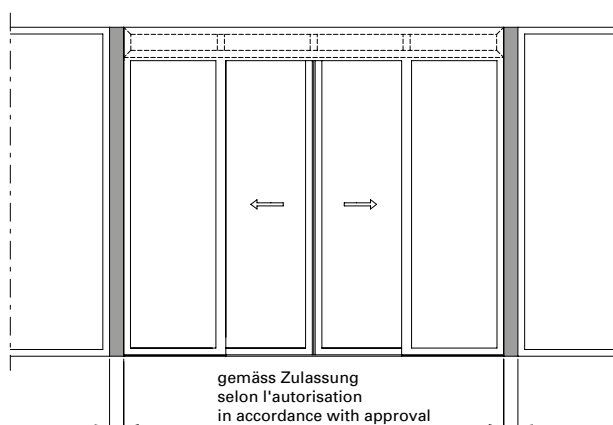 gemäss Zulassung
selon l'autorisation
in accordance with approval